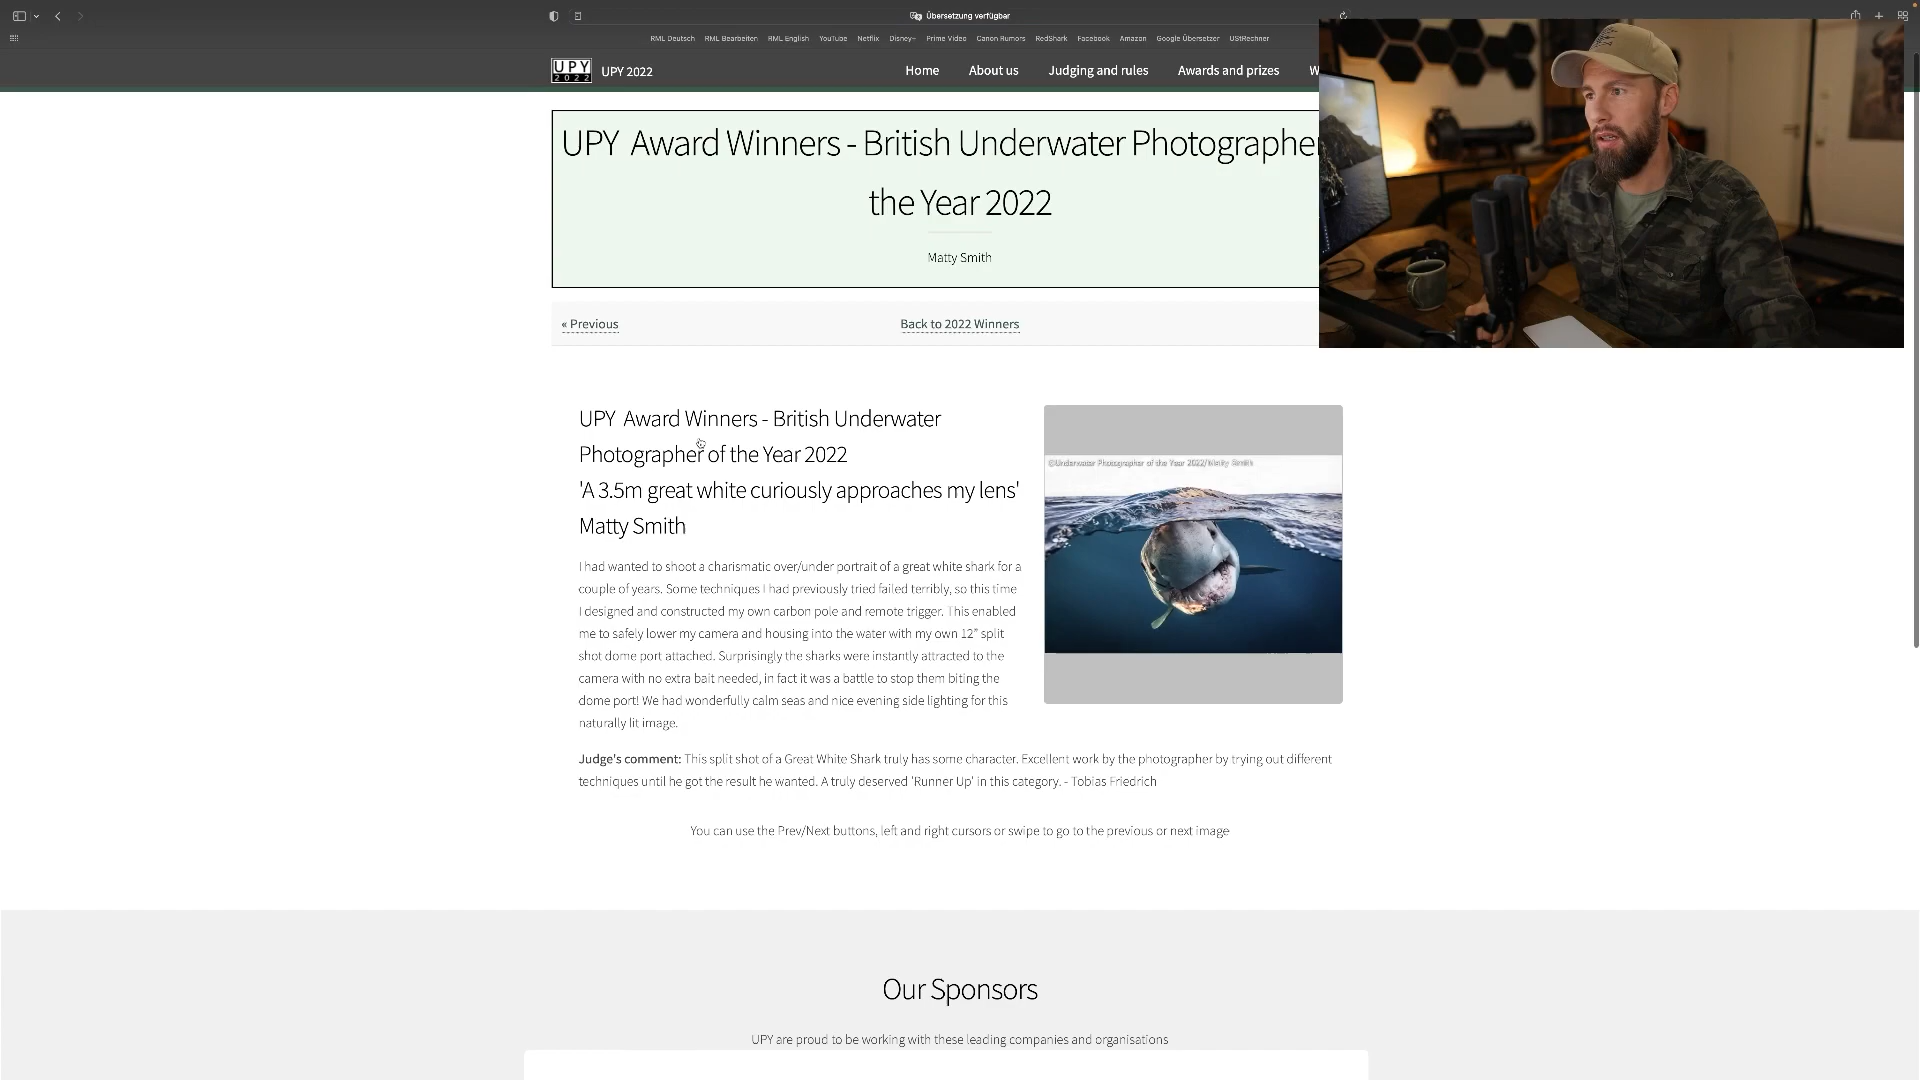 Übersetzung verfügbar
RML Deutsch RML Bearbeiten RML English YouTube Netflix Disney+ Prime Video Canon Rumors RedShark Facebook Amazon Google Übersetzer UStRechner
UPY
2022
UPY 2022
Home About us Judging and rules Awards and prizes W
UPY Award Winners - British Underwater Photographer
the Year 2022
Matty Smith
« Previous
Back to 2022 Winners
UPY Award Winners - British Underwater
Photographer of the Year 2022
'A 3.5m great white curiously approaches my lens'
Matty Smith
©Underwater Photographer of the Year 2022/Matty Smith
I had wanted to shoot a charismatic over/under portrait of a great white shark for a
couple of years. Some techniques I had previously tried failed terribly, so this time
I designed and constructed my own carbon pole and remote trigger. This enabled
me to safely lower my camera and housing into the water with my own 12” split
shot dome port attached. Surprisingly the sharks were instantly attracted to the
camera with no extra bait needed, in fact it was a battle to stop them biting the
dome port! We had wonderfully calm seas and nice evening side lighting for this
naturally lit image.
Judge's comment: This split shot of a Great White Shark truly has some character. Excellent work by the photographer by trying out different
techniques until he got the result he wanted. A truly deserved 'Runner Up' in this category. - Tobias Friedrich
You can use the Prev/Next buttons, left and right cursors or swipe to go to the previous or next image
Our Sponsors
UPY are proud to be working with these leading companies and organisations